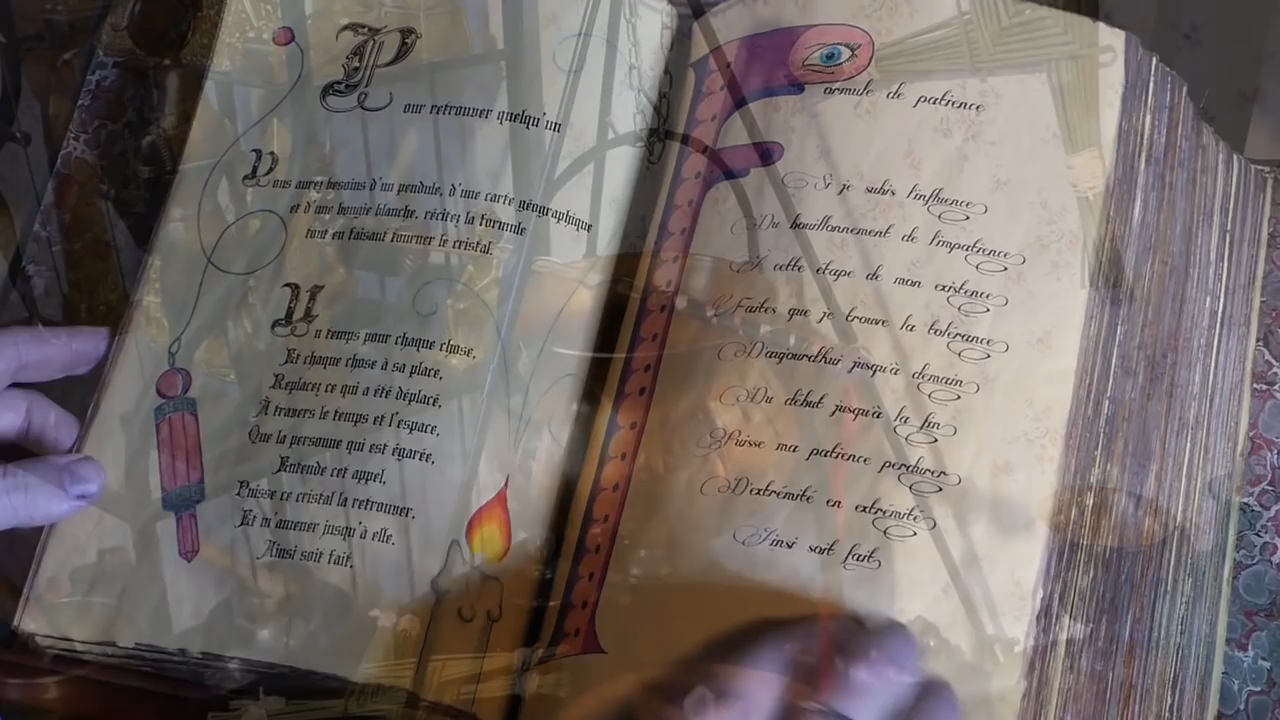 Pour retrouver quelqu'un
Vous aurez besoins d'un pendule, d'une carte géographique
et d'une bougie blanche, récitez la formule
tout en faisant tourner le cristal.
Un temps pour chaque chose,
Et chaque chose à sa place,
Replacez ce qui a été déplacé,
À travers le temps et l'espace,
Que la personne qui est égarée,
Entende cet appel,
Puisse ce cristal la retrouver,
Et m'amener jusqu'à elle.
Ainsi soit fait.
Formule de patience
Si je subis l'influence
Du bouillonnement de l'impatience
A cette étape de mon existence
Faites que je trouve la tolérance
D'aujourd'hui jusqu'à demain
Du début jusqu'à la fin
Puisse ma patience perdurer
D'extrémité en extrémité
Ainsi soit fait